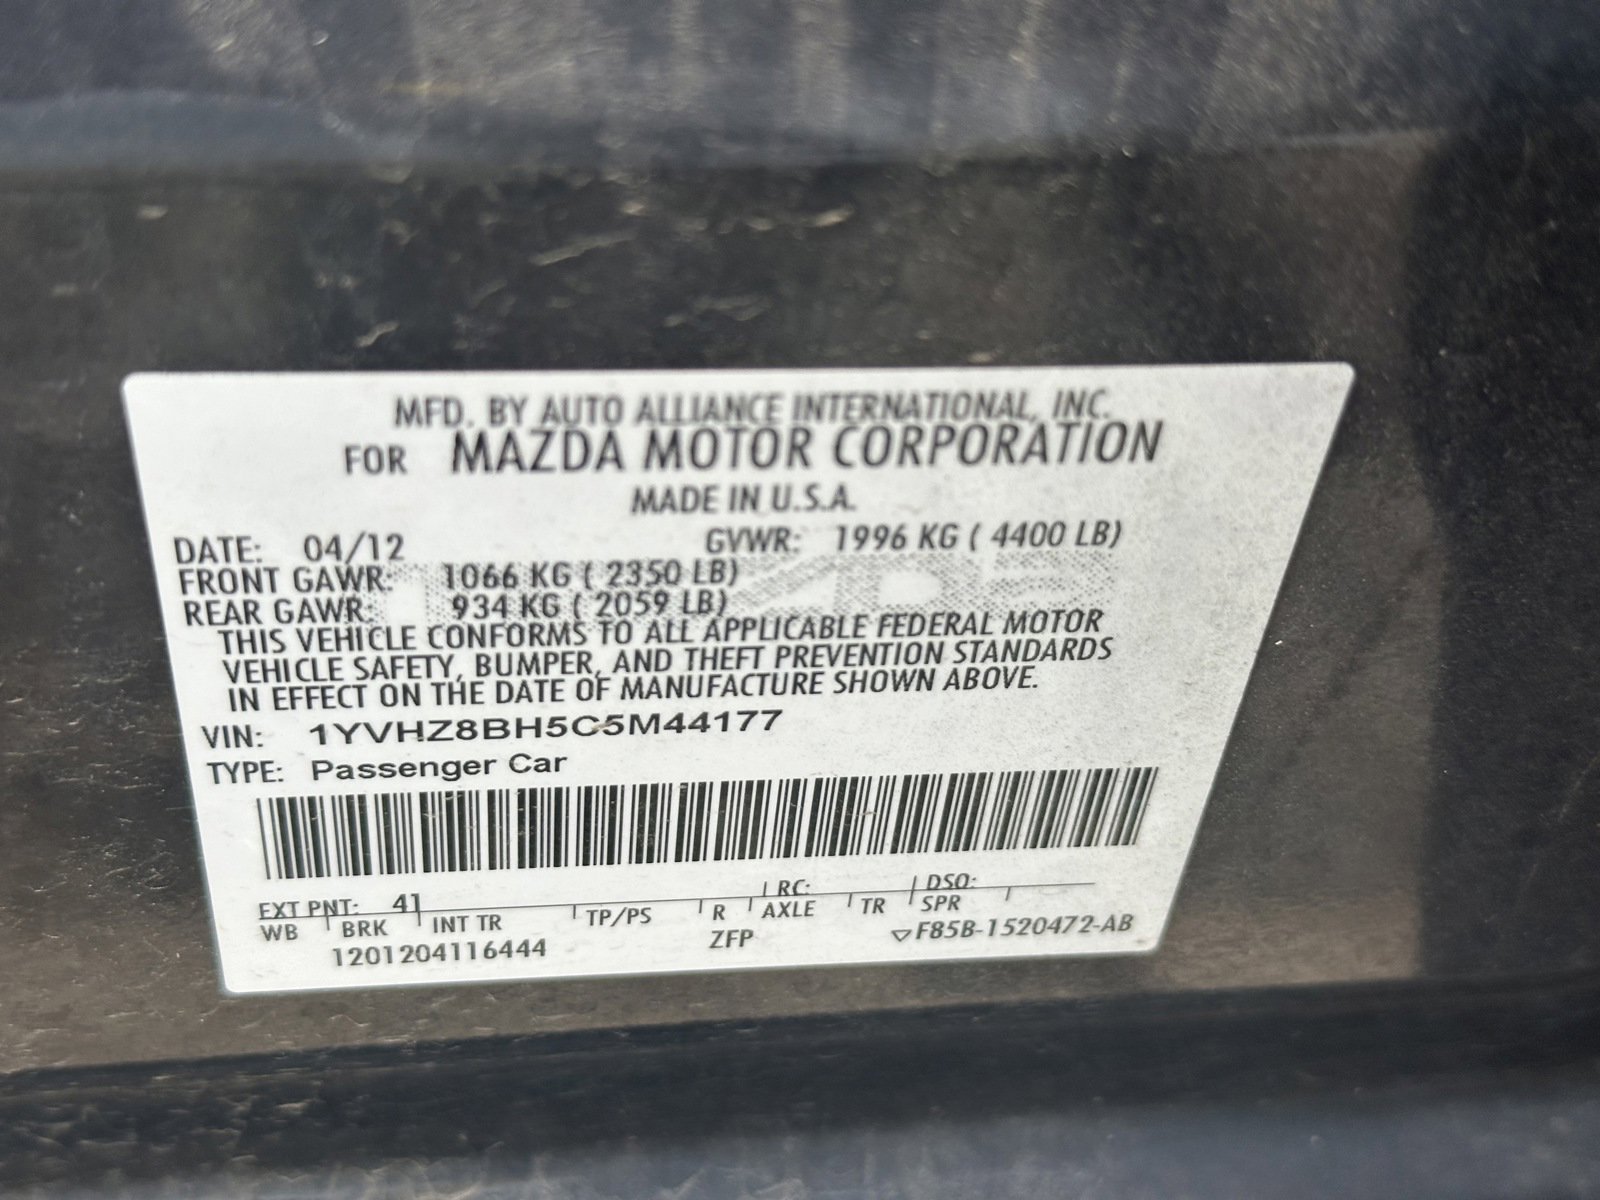 MFD. BY AUTO ALLIANCE INTERNATIONAL, INC.
FOR MAZDA MOTOR CORPORATION
MADE IN U.S.A.
DATE: 04/12 GVWR: 1996 KG ( 4400 LB)
FRONT GAWR: 1066 KG ( 2350 LB)
REAR GAWR: 934 KG ( 2059 LB)
THIS VEHICLE CONFORMS TO ALL APPLICABLE FEDERAL MOTOR
VEHICLE SAFETY, BUMPER, AND THEFT PREVENTION STANDARDS
IN EFFECT ON THE DATE OF MANUFACTURE SHOWN ABOVE.
VIN: 1YVHZ8BH5C5M44177
TYPE: Passenger Car
EXT PNT: 41 RC: DSO:
WB BRK INT TR TP/PS R AXLE TR SPR
1201204116444 ZFP F85B-1520472-AB